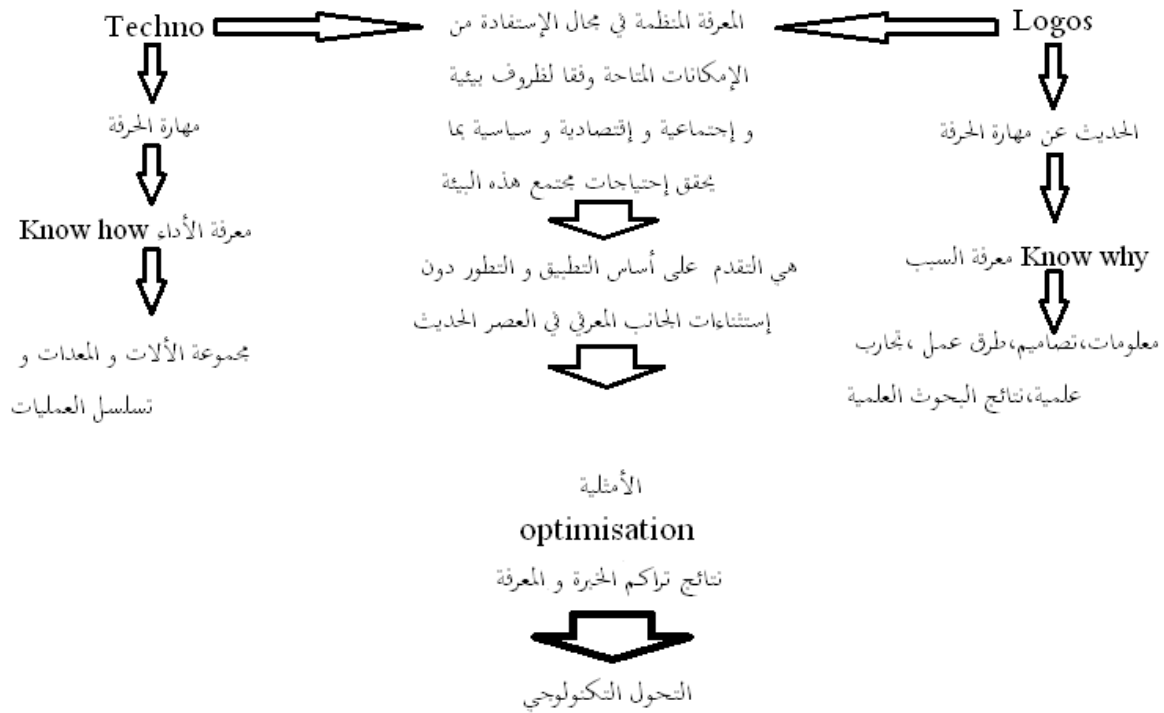 Techno
المعرفة المنظمة في مجال الإستفادة من
Logos
الإمكانات المتاحة وفقا لظروف بيئية
مهارة الحرفة
و إجتماعية و إقتصادية و سياسية بما
الحديث عن مهارة الحرفة
يحقق إحتياجات مجتمع هذه البيئة
معرفة الأداء Know how
هي التقدم على أساس التطبيق و التطور دون
Know why معرفة السبب
إستثناءات الجانب المعرفي في العصر الحديث
مجموعة الألات و المعدات و
تسلسل العمليات
معلومات،تصاميم،طرق عمل ،تجارب
علمية،نتائج البحوث العلمية
الأمثلية
optimisation
نتائج تراكم الخبرة و المعرفة
التحول التكنولوجي